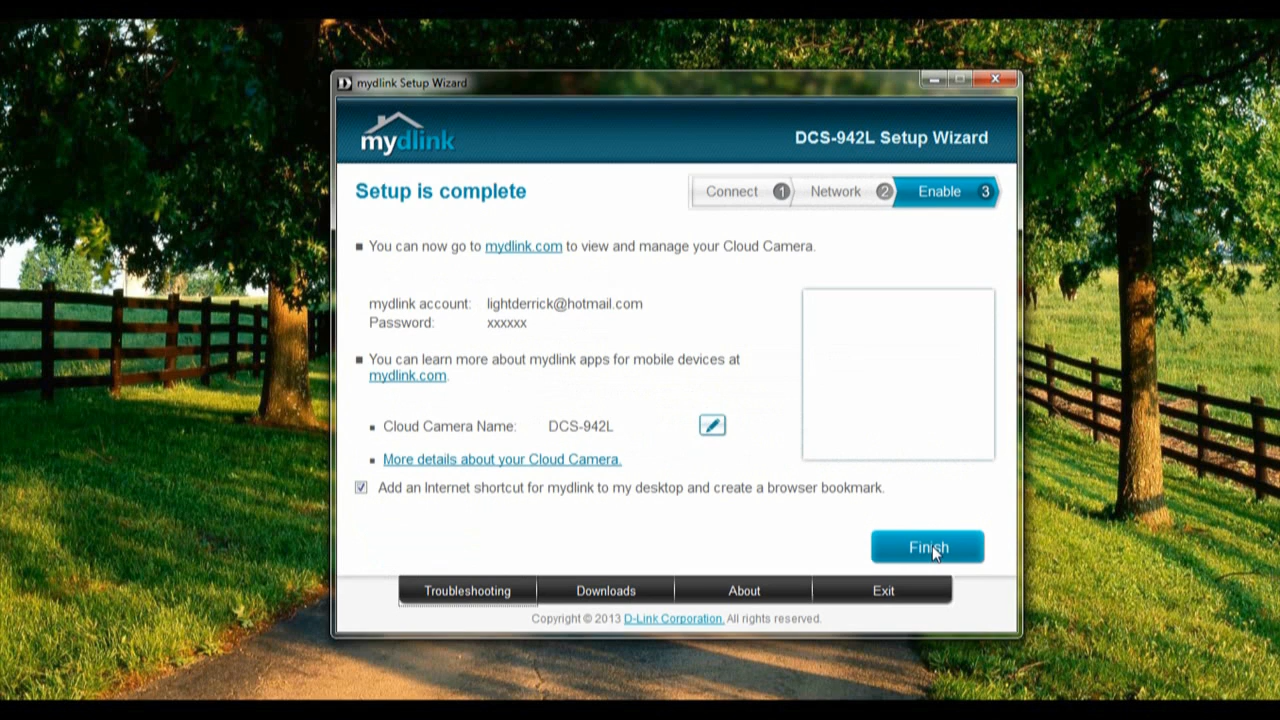 mydlink Setup Wizard
mydlink
DCS-942L Setup Wizard
Setup is complete
Connect 1 Network 2 Enable 3
You can now go to mydlink.com to view and manage your Cloud Camera.
mydlink account: lightderrick@hotmail.com
Password: xxxxxx
You can learn more about mydlink apps for mobile devices at
mydlink.com.
Cloud Camera Name: DCS-942L
More details about your Cloud Camera.
Add an Internet shortcut for mydlink to my desktop and create a browser bookmark.
Finish
Troubleshooting Downloads About Exit
Copyright © 2013 D-Link Corporation. All rights reserved.